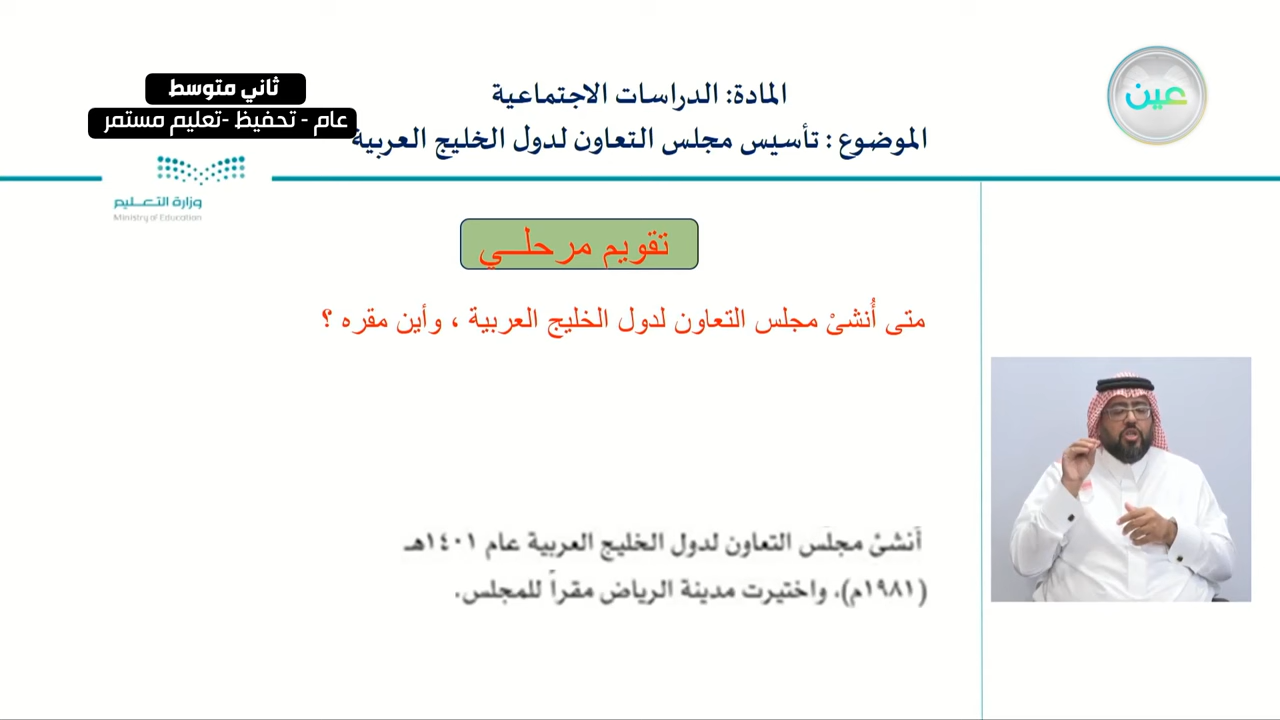 عين
ثاني متوسط
عام - تحفيظ -تعليم مستمر
المادة: الدراسات الاجتماعية
الموضوع : تأسيس مجلس التعاون لدول الخليج العربية
وزارة التعليم
Ministry of Education
تقويم مرحلــي
متى أُنشىْ مجلس التعاون لدول الخليج العربية ، وأين مقره ؟
أنشئ مجلس التعاون لدول الخليج العربية عام ١٤٠١هـ
(١٩٨١م). واختيرت مدينة الرياض مقراً للمجلس.